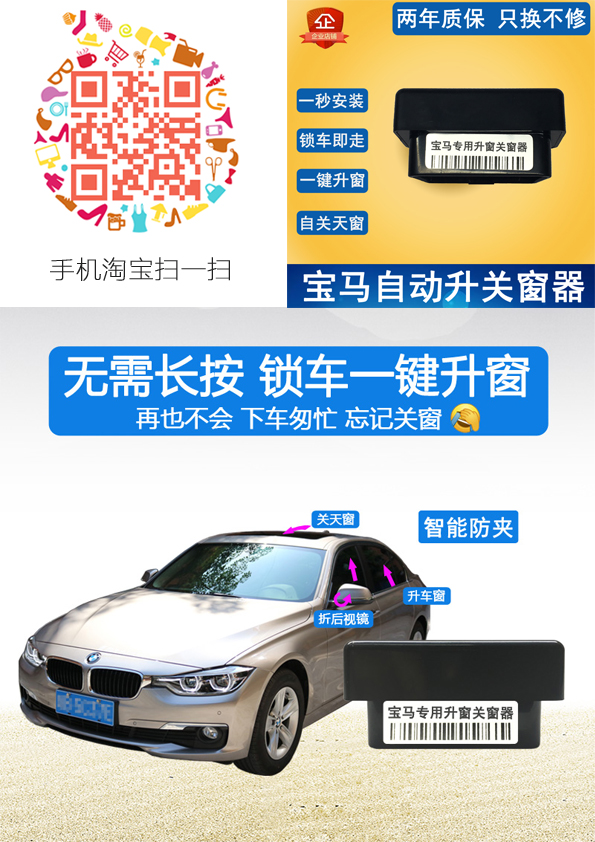 手机淘宝扫一扫
企
企业店铺
两年质保 只换不修
一秒安装
锁车即走
一键升窗
自关天窗
宝马专用升窗关窗器
宝马自动升关窗器
无需长按 锁车一键升窗
再也不会 下车匆忙 忘记关窗
关天窗
智能防夹
升车窗
折后视镜
宝马专用升窗关窗器